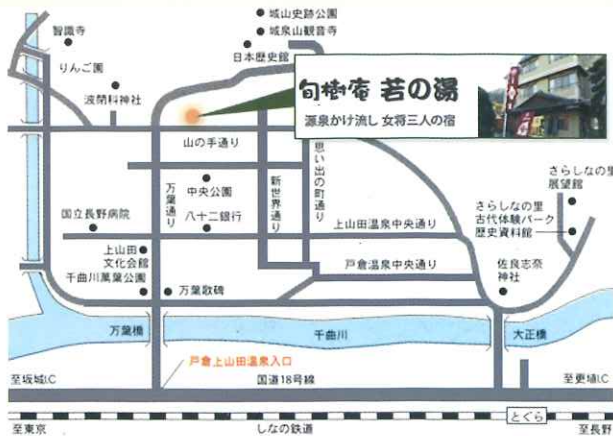 城山史跡公園
城泉山観音寺
智識寺
日本歴史館
りんご園
波閉科神社
旬樹庵 若の湯
源泉かけ流し 女将三人の宿
山の手通り
思い出の町通り
万葉通り
中央公園
新世界通り
さらしなの里
展望館
国立長野病院
八十二銀行
上山田温泉中央通り
さらしなの里
古代体験パーク
歴史資料館
上山田
文化会館
戸倉温泉中央通り
千曲川萬葉公園
万葉歌碑
佐良志奈
神社
万葉橋
千曲川
大正橋
戸倉上山田温泉入口
至坂城I.C
国道18号線
至更埴I.C
とぐら
至東京
しなの鉄道
至長野